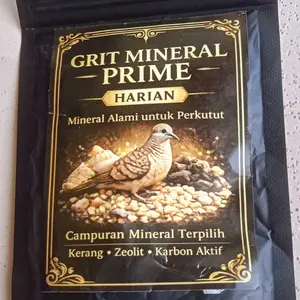 GRIT MINERAL
PRIME
HARIAN
Mineral Alami untuk Perkutut
Campuran Mineral Terpilih
Kerang • Zeolit • Karbon Aktif